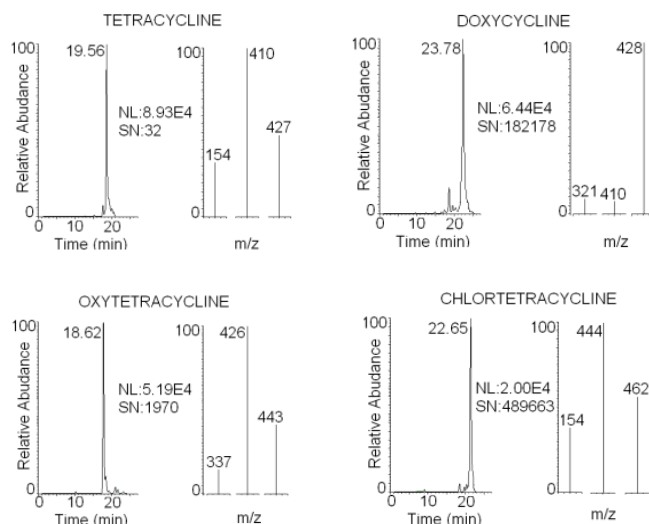 TETRACYCLINE
100
19.56
NL:8.93E4
SN:32
Relative Abudance
0
0 10 20
Time (min)
100
410
154
427
0
m/z
DOXYCYCLINE
100
23.78
NL:6.44E4
SN:182178
Relative Abudance
0
0 10 20
Time (min)
100
428
321
410
0
m/z
OXYTETRACYCLINE
100
18.62
NL:5.19E4
SN:1970
Relative Abundance
0
0 10 20
Time (min)
100
426
337
443
0
m/z
CHLORTETRACYCLINE
100
22.65
NL:2.00E4
SN:489663
Relative Abundance
0
0 10 20
Time (min)
100
444
154
462
0
m/z